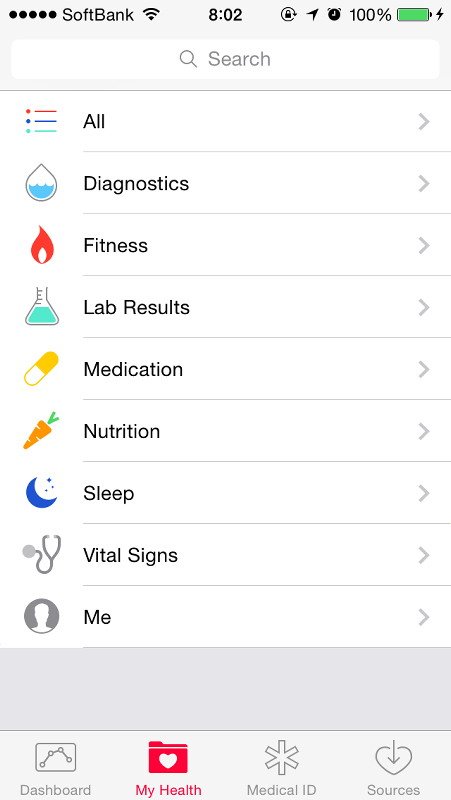 SoftBank 8:02 100%
Search
All
Diagnostics
Fitness
Lab Results
Medication
Nutrition
Sleep
Vital Signs
Me
Dashboard My Health Medical ID Sources